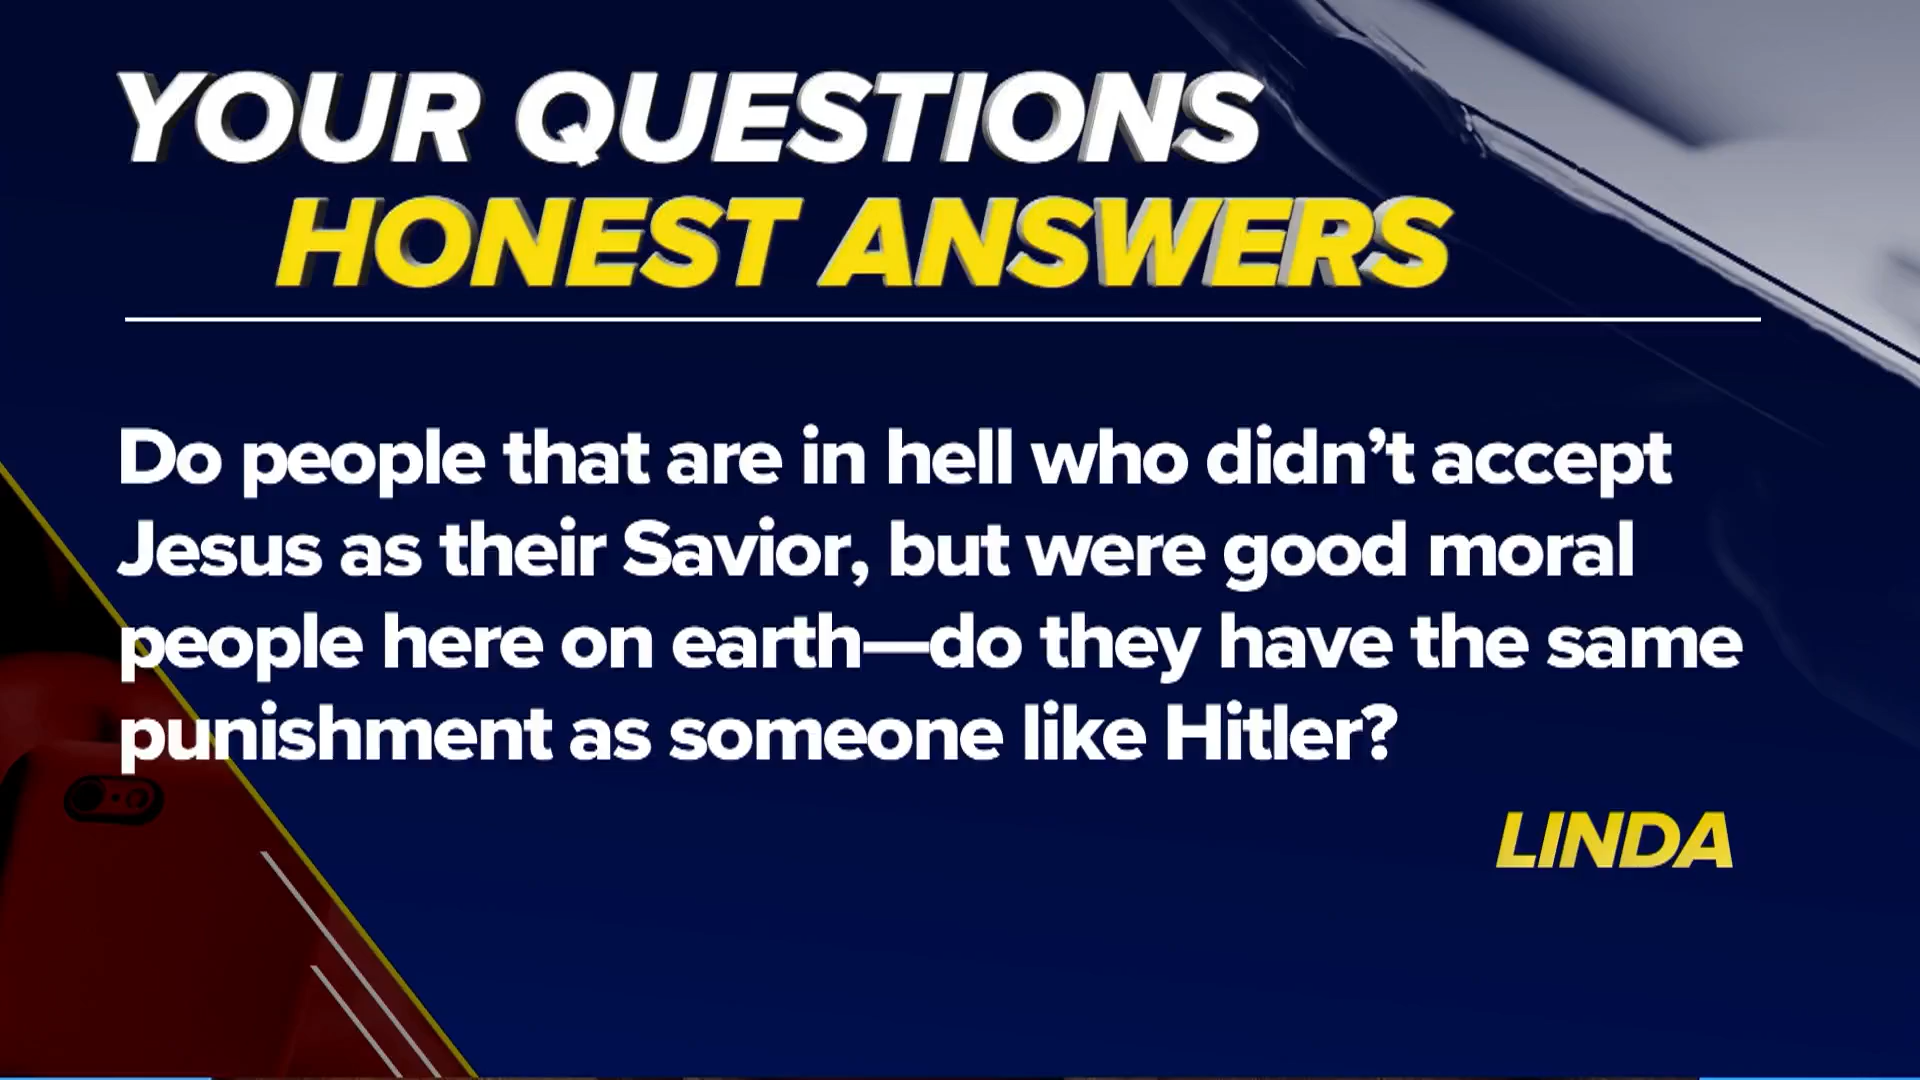 YOUR QUESTIONS
HONEST ANSWERS
Do people that are in hell who didn’t accept
Jesus as their Savior, but were good moral
people here on earth—do they have the same
punishment as someone like Hitler?
LINDA